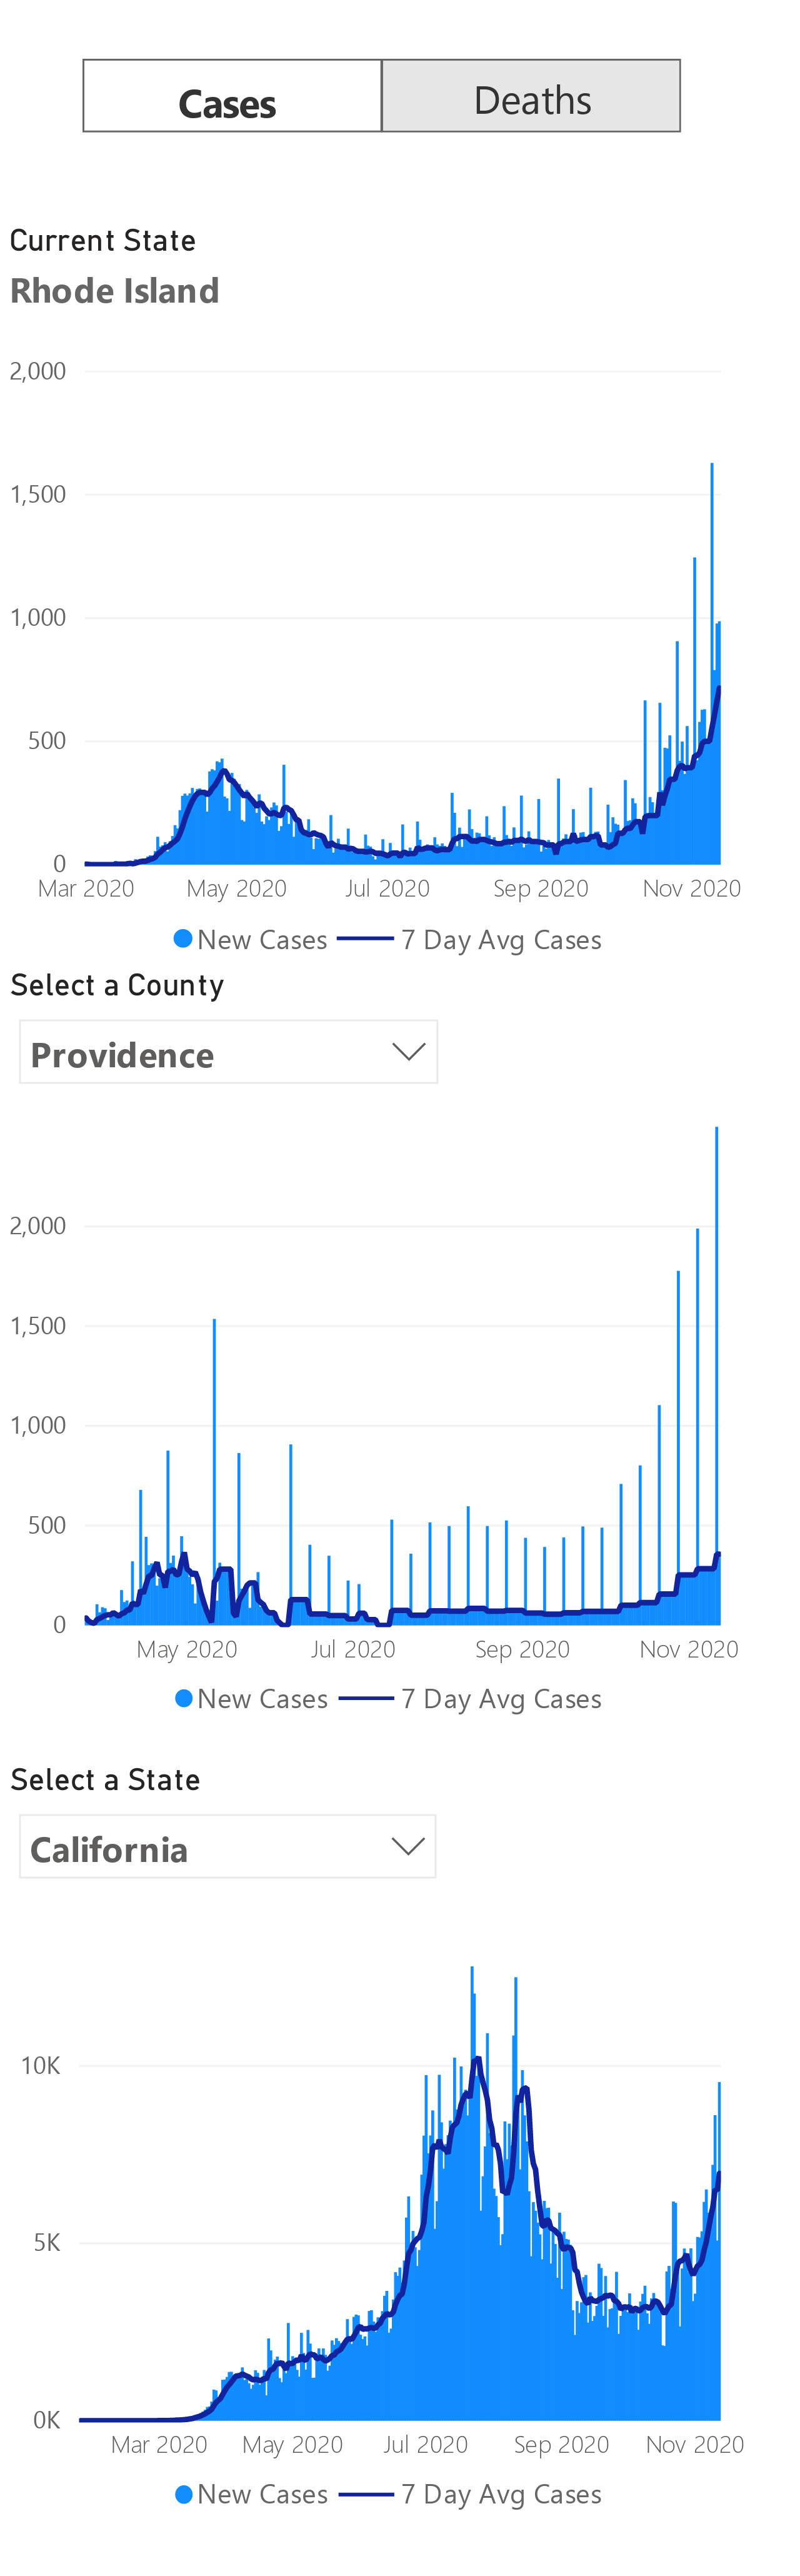 Cases Deaths
Current State
Rhode Island
2,000
1,500
1,000
500
0
Mar 2020 May 2020 Jul 2020 Sep 2020 Nov 2020
New Cases 7 Day Avg Cases
Select a County
Providence
2,000
1,500
1,000
500
0
May 2020 Jul 2020 Sep 2020 Nov 2020
New Cases 7 Day Avg Cases
Select a State
California
10K
5K
0K
Mar 2020 May 2020 Jul 2020 Sep 2020 Nov 2020
New Cases 7 Day Avg Cases